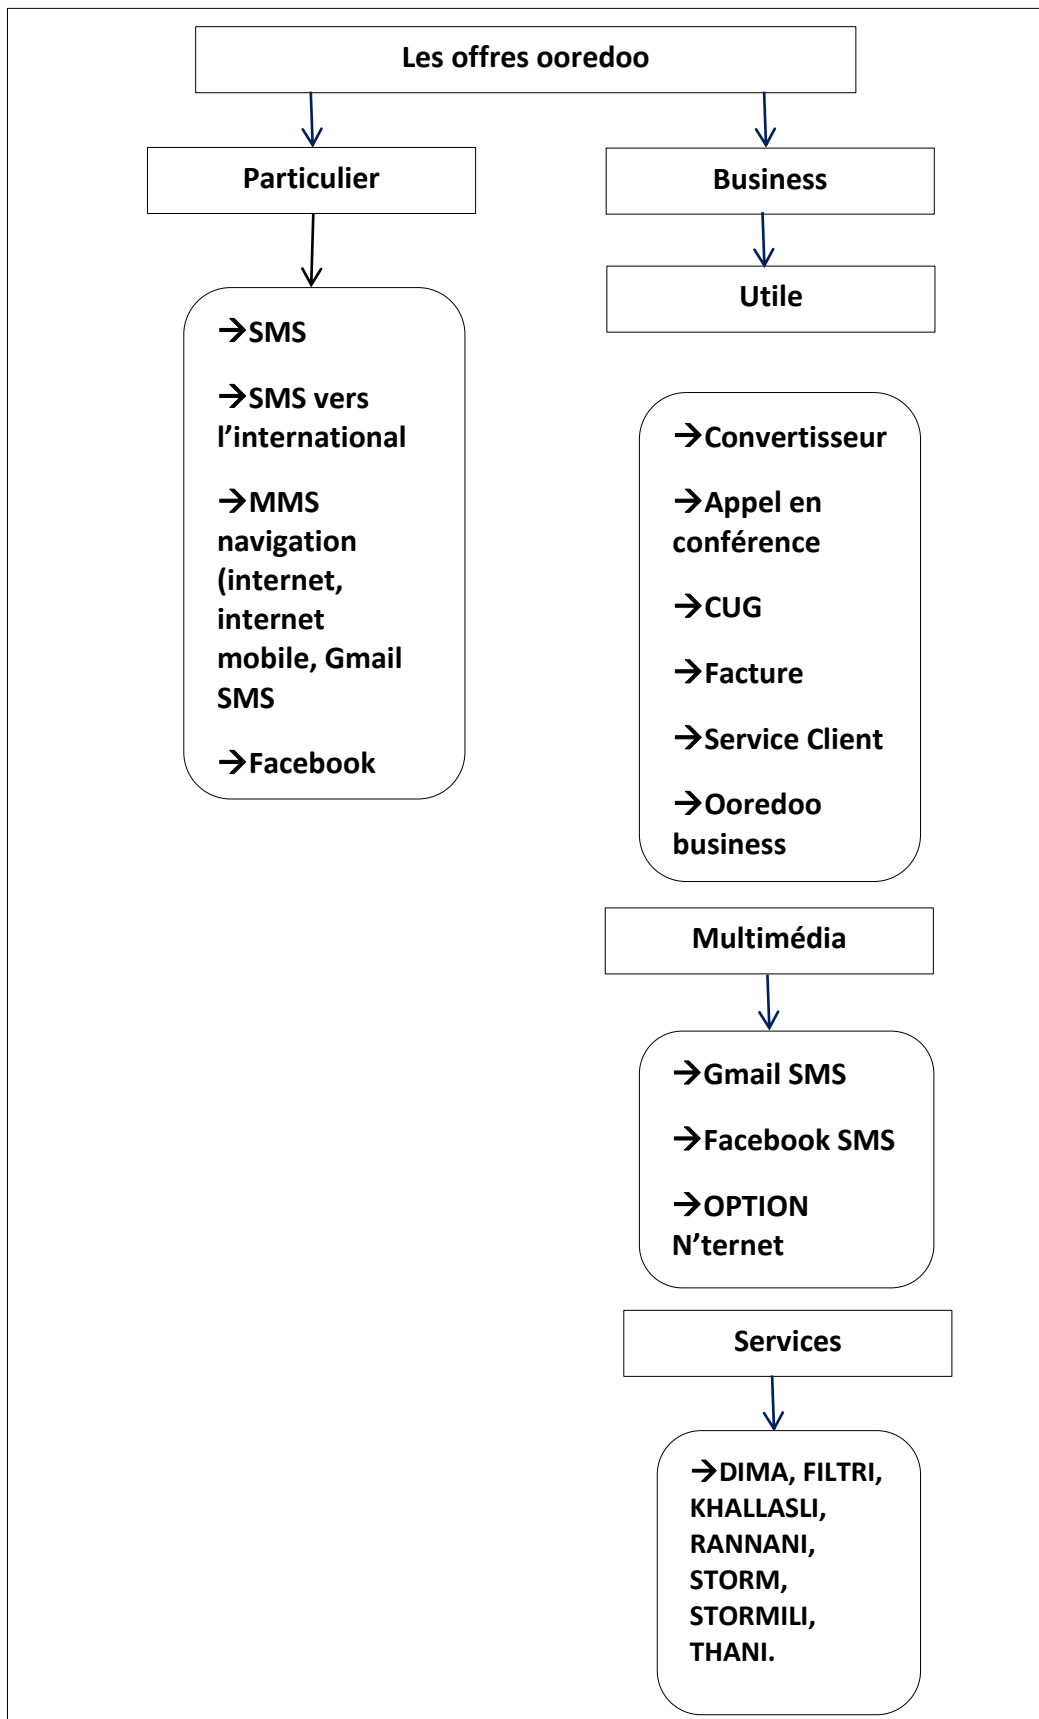 Les offres ooredoo
Particulier
→SMS
→SMS vers
l'international
→MMS
navigation
(internet,
internet
mobile, Gmail
SMS
→Facebook
Business
Utile
→Convertisseur
→Appel en
conférence
→CUG
→Facture
→Service Client
→Ooredoo
business
Multimédia
→Gmail SMS
→Facebook SMS
→OPTION
N'ternet
Services
→DIMA, FILTRI,
KHALLASLI,
RANNANI,
STORM,
STORMILI,
THANI.